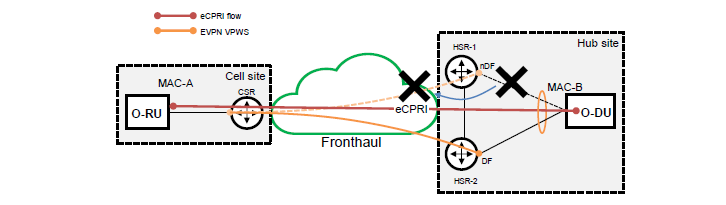 eCPRI flow
EVPN VPWS
Hub site
HSR-1
nDF
Cell site
MAC-A
CSR
MAC-B
O-RU
eCPRI
O-DU
Fronthaul
DF
HSR-2